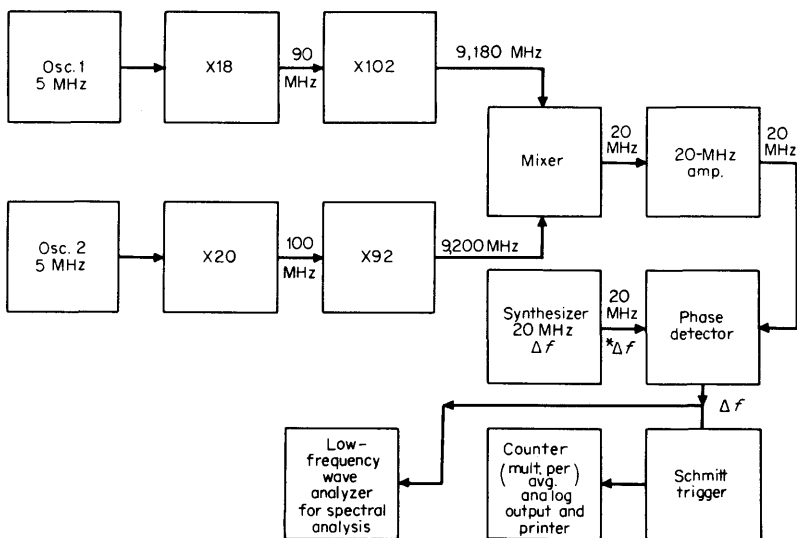 Osc. 1
5 MHz
X18
90
MHz
X102
9,180 MHz
Mixer
20
MHz
20-MHz
amp.
20
MHz
Osc. 2
5 MHz
X20
100
MHz
X92
9,200 MHz
Synthesizer
20 MHz
Δf
20
MHz
*Δf
Phase
detector
Δf
Low-
frequency
wave
analyzer
for spectral
analysis
Counter
(mult. per)
avg.
analog
output and
printer
Schmitt
trigger